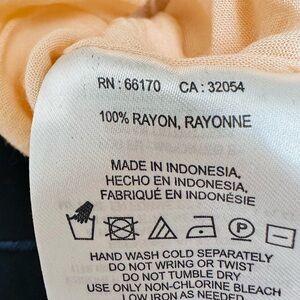 RN : 66170 CA : 32054
100% RAYON, RAYONNE
MADE IN INDONESIA,
HECHO EN INDONESIA,
FABRIQUÉ EN INDONÉSIE
P
HAND WASH COLD SEPARATELY
DO NOT WRING OR TWIST
DO NOT TUMBLE DRY
USE ONLY NON-CHLORINE BLEACH
LOW IRON AS NEEDED